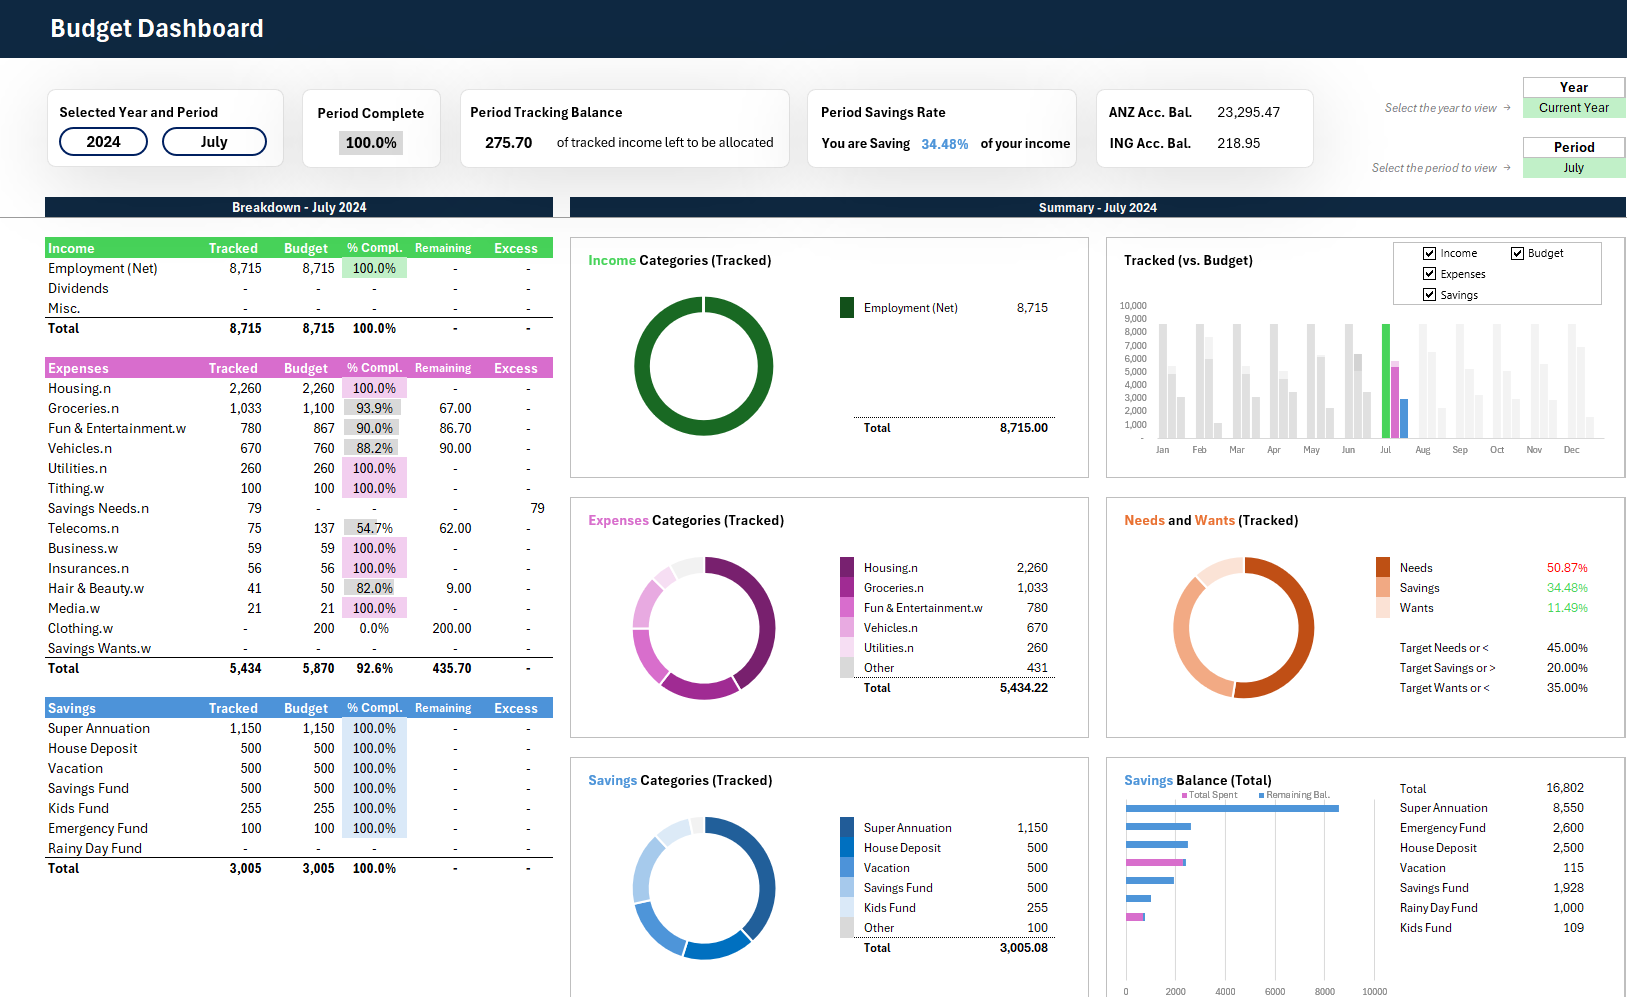 Budget Dashboard
Selected Year and Period
2024 July
Period Complete
100.0%
Period Tracking Balance
275.70 of tracked income left to be allocated
Period Savings Rate
You are Saving 34.48% of your income
ANZ Acc. Bal. 23,295.47
ING Acc. Bal. 218.95
Year
Select the year to view → Current Year
Period
Select the period to view → July
Breakdown - July 2024
Income Tracked Budget % Compl. Remaining Excess
Employment (Net) 8,715 8,715 100.0% - -
Dividends - - - - -
Misc. - - - - -
Total 8,715 8,715 100.0% - -
Expenses Tracked Budget % Compl. Remaining Excess
Housing.n 2,260 2,260 100.0% - -
Groceries.n 1,033 1,100 93.9% 67.00 -
Fun & Entertainment.w 780 867 90.0% 86.70 -
Vehicles.n 670 760 88.2% 90.00 -
Utilities.n 260 260 100.0% - -
Tithing.w 100 100 100.0% - -
Savings Needs.n 79 - - - 79
Telecoms.n 75 137 54.7% 62.00 -
Business.w 59 59 100.0% - -
Insurances.n 56 56 100.0% - -
Hair & Beauty.w 41 50 82.0% 9.00 -
Media.w 21 21 100.0% - -
Clothing.w - 200 0.0% 200.00 -
Savings Wants.w - - - - -
Total 5,434 5,870 92.6% 435.70 -
Savings Tracked Budget % Compl. Remaining Excess
Super Annuation 1,150 1,150 100.0% - -
House Deposit 500 500 100.0% - -
Vacation 500 500 100.0% - -
Savings Fund 500 500 100.0% - -
Kids Fund 255 255 100.0% - -
Emergency Fund 100 100 100.0% - -
Rainy Day Fund - - - - -
Total 3,005 3,005 100.0% - -
Summary - July 2024
Income Categories (Tracked)
Employment (Net) 8,715
Total 8,715.00
Tracked (vs. Budget)
Income Budget
Expenses
Savings
10,000
9,000
8,000
7,000
6,000
5,000
4,000
3,000
2,000
1,000
-
Jan Feb Mar Apr May Jun Jul Aug Sep Oct Nov Dec
Expenses Categories (Tracked)
Housing.n 2,260
Groceries.n 1,033
Fun & Entertainment.w 780
Vehicles.n 670
Utilities.n 260
Other 431
Total 5,434.22
Needs and Wants (Tracked)
Needs 50.87%
Savings 34.48%
Wants 11.49%
Target Needs or < 45.00%
Target Savings or > 20.00%
Target Wants or < 35.00%
Savings Categories (Tracked)
Super Annuation 1,150
House Deposit 500
Vacation 500
Savings Fund 500
Kids Fund 255
Other 100
Total 3,005.08
Savings Balance (Total)
Total Spent Remaining Bal.
Total 16,802
Super Annuation 8,550
Emergency Fund 2,600
House Deposit 2,500
Vacation 115
Savings Fund 1,928
Rainy Day Fund 1,000
Kids Fund 109
0 2000 4000 6000 8000 10000